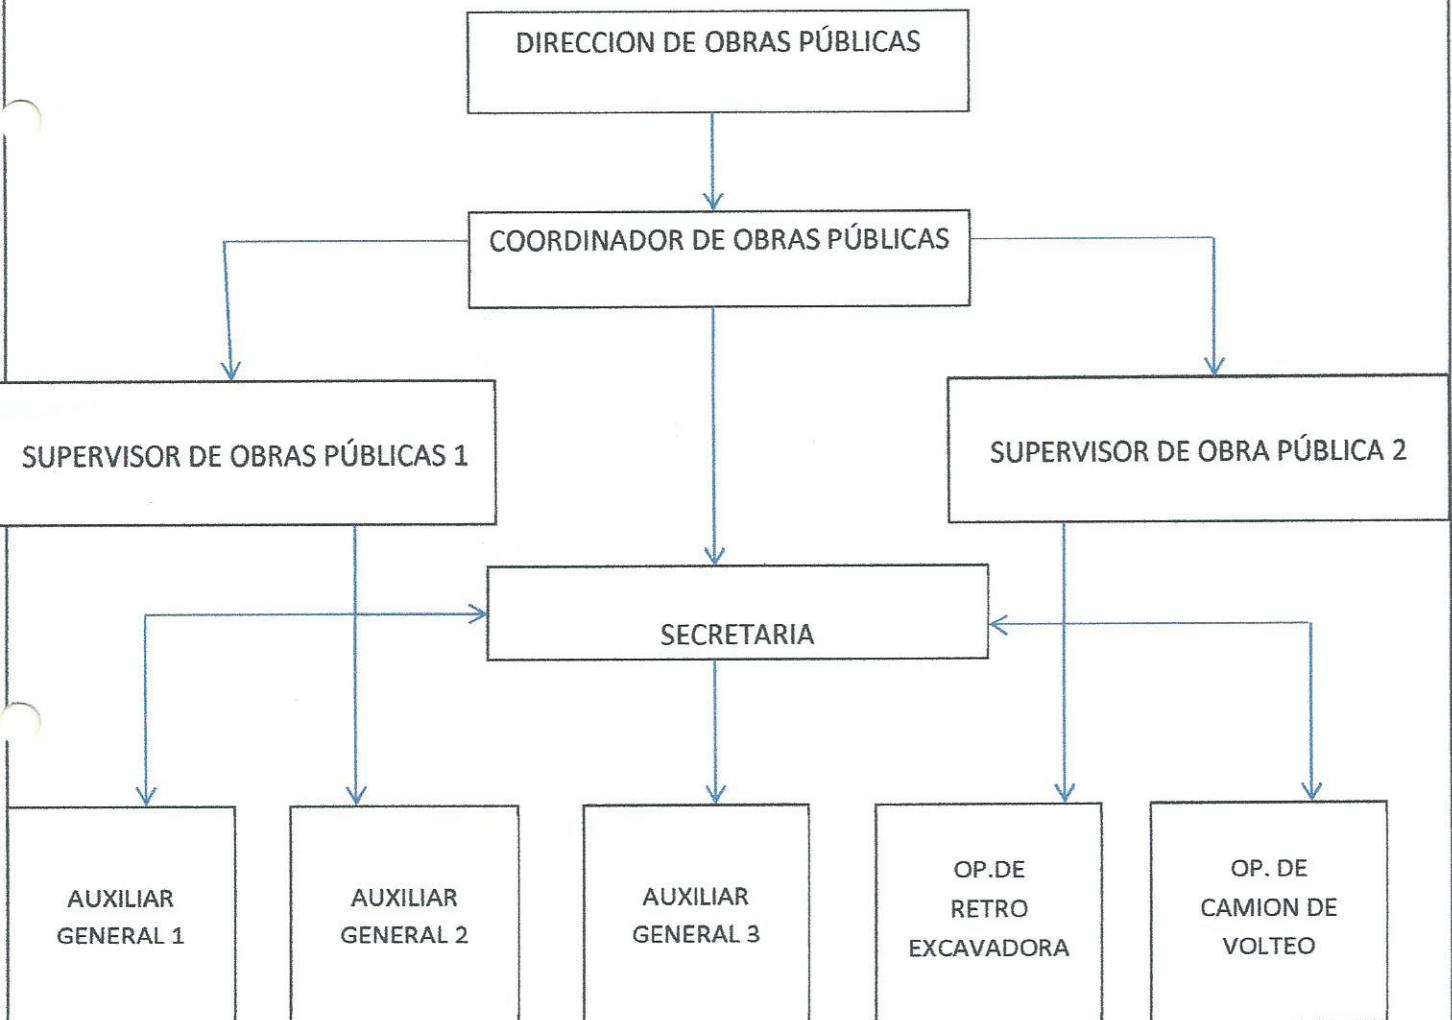 DIRECCION DE OBRAS PÚBLICAS
COORDINADOR DE OBRAS PÚBLICAS
SUPERVISOR DE OBRAS PÚBLICAS 1
SUPERVISOR DE OBRA PÚBLICA 2
SECRETARIA
AUXILIAR
GENERAL 1
AUXILIAR
GENERAL 2
AUXILIAR
GENERAL 3
OP.DE
RETRO
EXCAVADORA
OP. DE
CAMION DE
VOLTEO